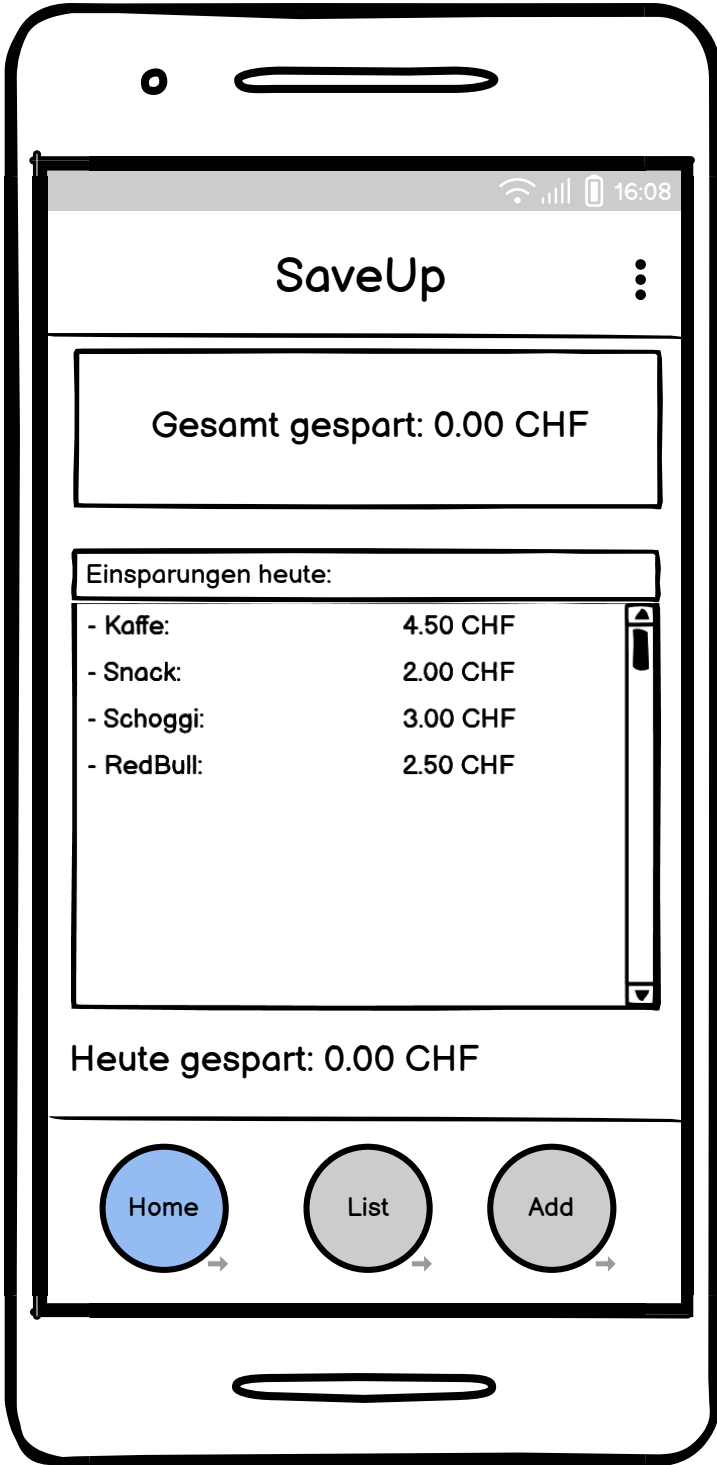 16:08
SaveUp
Gesamt gespart: 0.00 CHF
Einsparungen heute:
- Kaffe: 4.50 CHF
- Snack: 2.00 CHF
- Schoggi: 3.00 CHF
- RedBull: 2.50 CHF
Heute gespart: 0.00 CHF
Home List Add